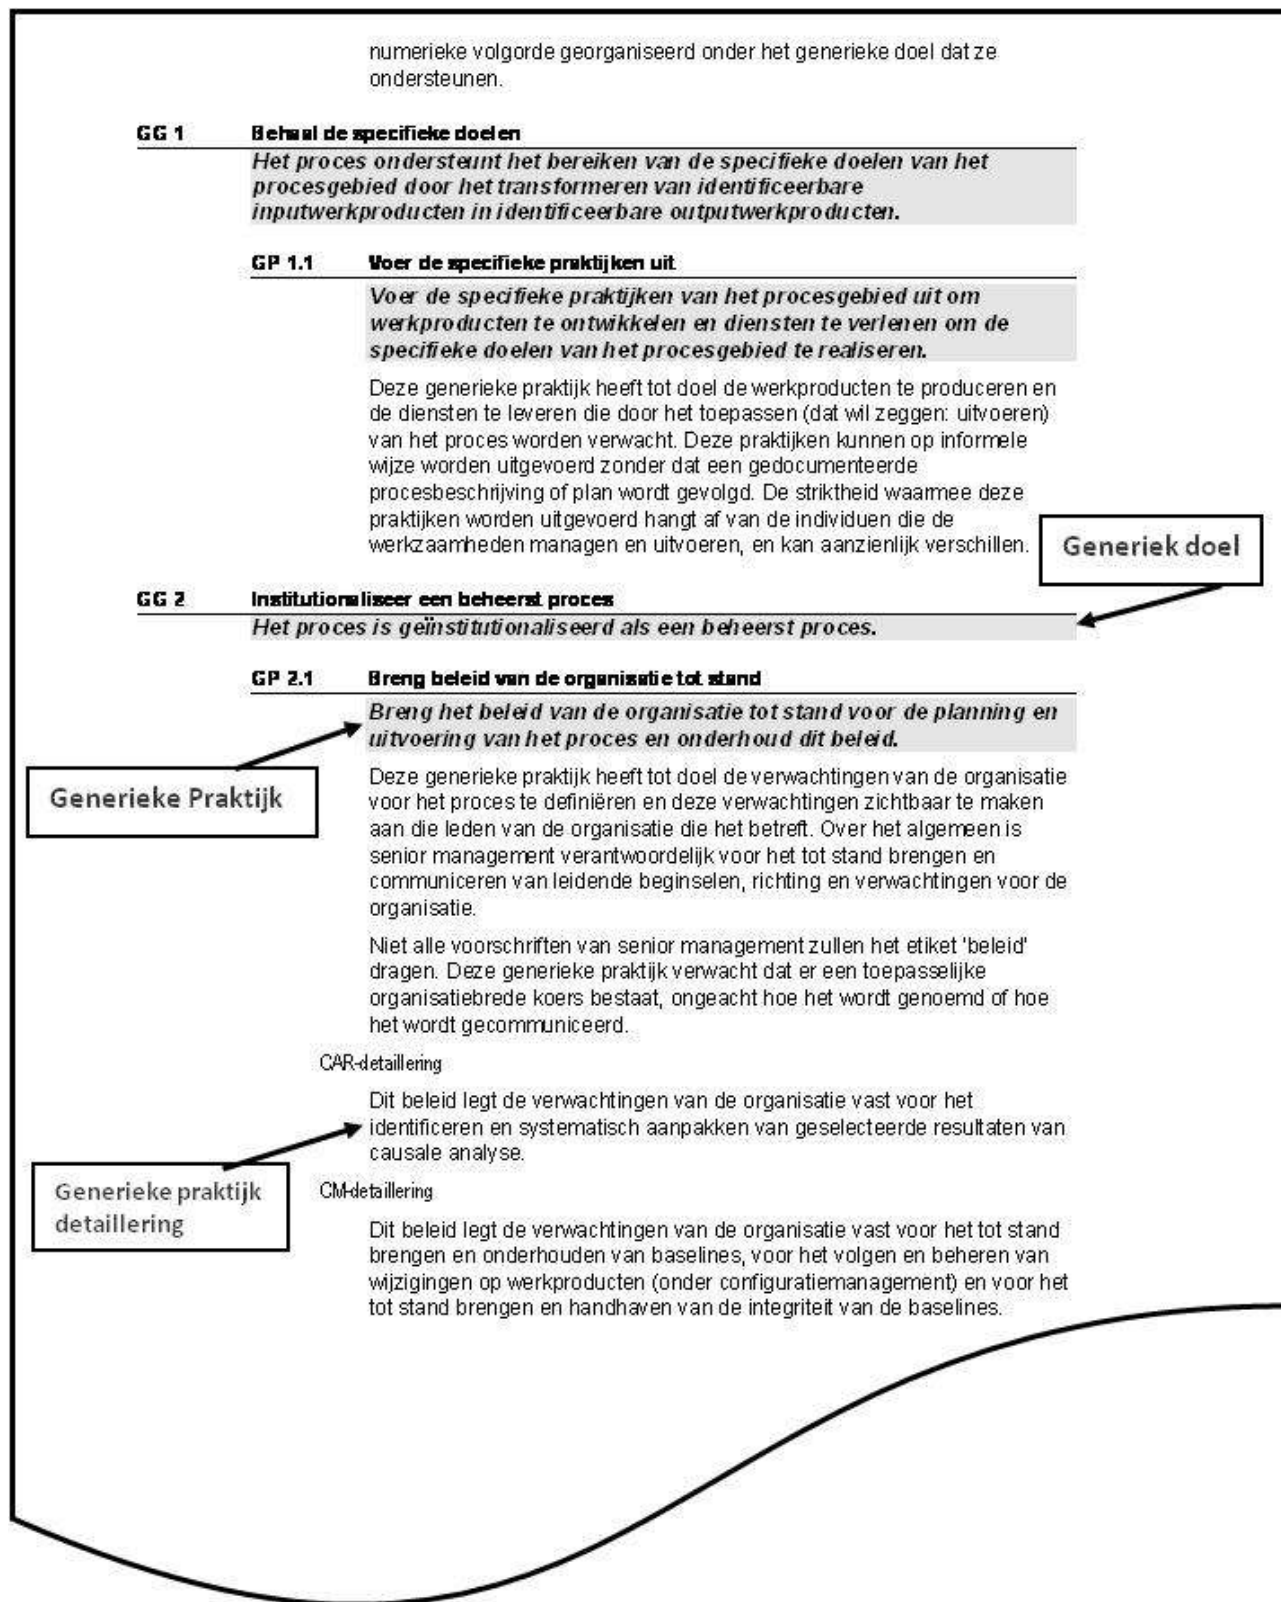 numerieke volgorde georganiseerd onder het generieke doel dat ze
ondersteunen.
GG 1 Behaal de specifieke doelen
Het proces ondersteunt het bereiken van de specifieke doelen van het
procesgebied door het transformeren van identificeerbare
inputwerkproducten in identificeerbare outputwerkproducten.
GP 1.1 Voer de specifieke praktijken uit
Voer de specifieke praktijken van het procesgebied uit om
werkproducten te ontwikkelen en diensten te verlenen om de
specifieke doelen van het procesgebied te realiseren.
Deze generieke praktijk heeft tot doel de werkproducten te produceren en
de diensten te leveren die door het toepassen (dat wil zeggen: uitvoeren)
van het proces worden verwacht. Deze praktijken kunnen op informele
wijze worden uitgevoerd zonder dat een gedocumenteerde
procesbeschrijving of plan wordt gevolgd. De striktheid waarmee deze
praktijken worden uitgevoerd hangt af van de individuen die de
werkzaamheden managen en uitvoeren, en kan aanzienlijk verschillen.
Generiek doel
GG 2 Institutionaliseer een beheerst proces
Het proces is geïnstitutionaliseerd als een beheerst proces.
GP 2.1 Breng beleid van de organisatie tot stand
Breng het beleid van de organisatie tot stand voor de planning en
uitvoering van het proces en onderhoud dit beleid.
Generieke Praktijk
Deze generieke praktijk heeft tot doel de verwachtingen van de organisatie
voor het proces te definiëren en deze verwachtingen zichtbaar te maken
aan die leden van de organisatie die het betreft. Over het algemeen is
senior management verantwoordelijk voor het tot stand brengen en
communiceren van leidende beginselen, richting en verwachtingen voor de
organisatie.
Niet alle voorschriften van senior management zullen het etiket 'beleid'
dragen. Deze generieke praktijk verwacht dat er een toepasselijke
organisatiebrede koers bestaat, ongeacht hoe het wordt genoemd of hoe
het wordt gecommuniceerd.
CAR-detaillering
Dit beleid legt de verwachtingen van de organisatie vast voor het
identificeren en systematisch aanpakken van geselecteerde resultaten van
causale analyse.
Generieke praktijk
detaillering
CM-detaillering
Dit beleid legt de verwachtingen van de organisatie vast voor het tot stand
brengen en onderhouden van baselines, voor het volgen en beheren van
wijzigingen op werkproducten (onder configuratiemanagement) en voor het
tot stand brengen en handhaven van de integriteit van de baselines.